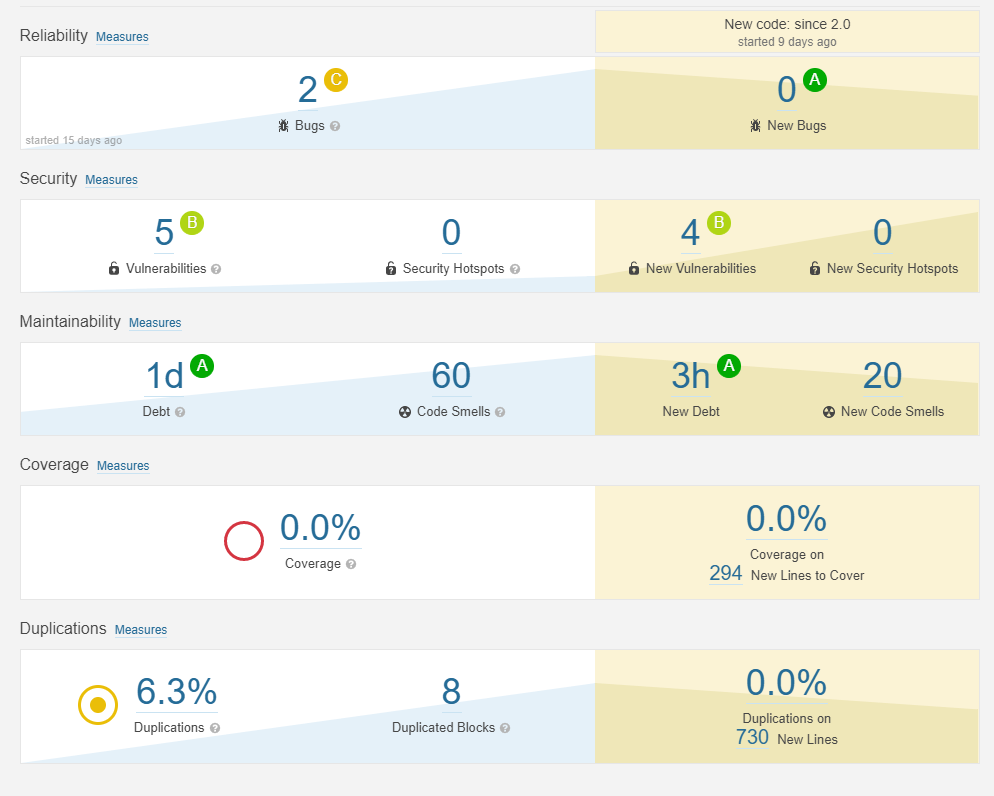 New code: since 2.0
started 9 days ago
Reliability Measures
2 C
Bugs ?
started 15 days ago
0 A
New Bugs
Security Measures
5 B
Vulnerabilities ?
0
Security Hotspots ?
4 B
New Vulnerabilities
0
New Security Hotspots
Maintainability Measures
1d A
Debt ?
60
Code Smells ?
3h A
New Debt
20
New Code Smells
Coverage Measures
0.0%
Coverage ?
0.0%
Coverage on
294 New Lines to Cover
Duplications Measures
6.3%
Duplications ?
8
Duplicated Blocks ?
0.0%
Duplications on
730 New Lines